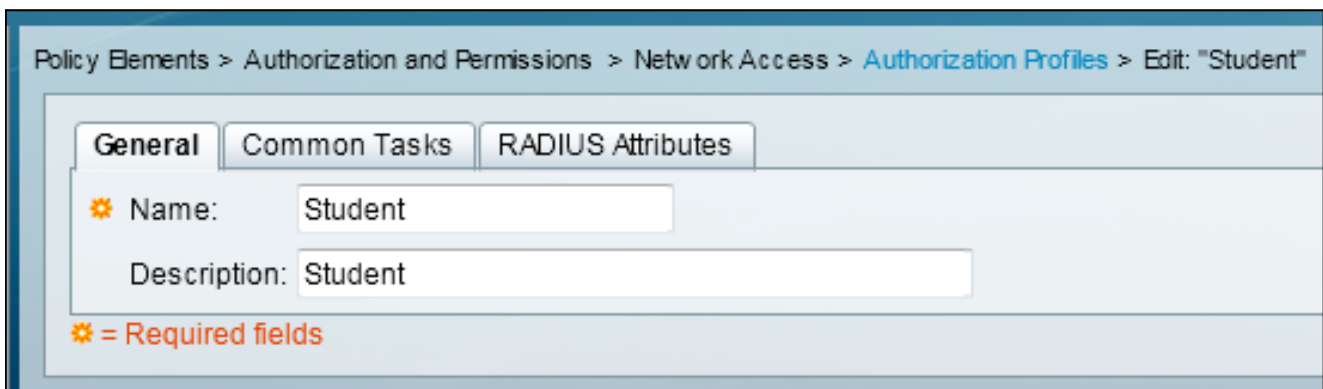 Policy Elements > Authorization and Permissions > Network Access > Authorization Profiles > Edit: "Student"
General Common Tasks RADIUS Attributes
Name: Student
Description: Student
= Required fields